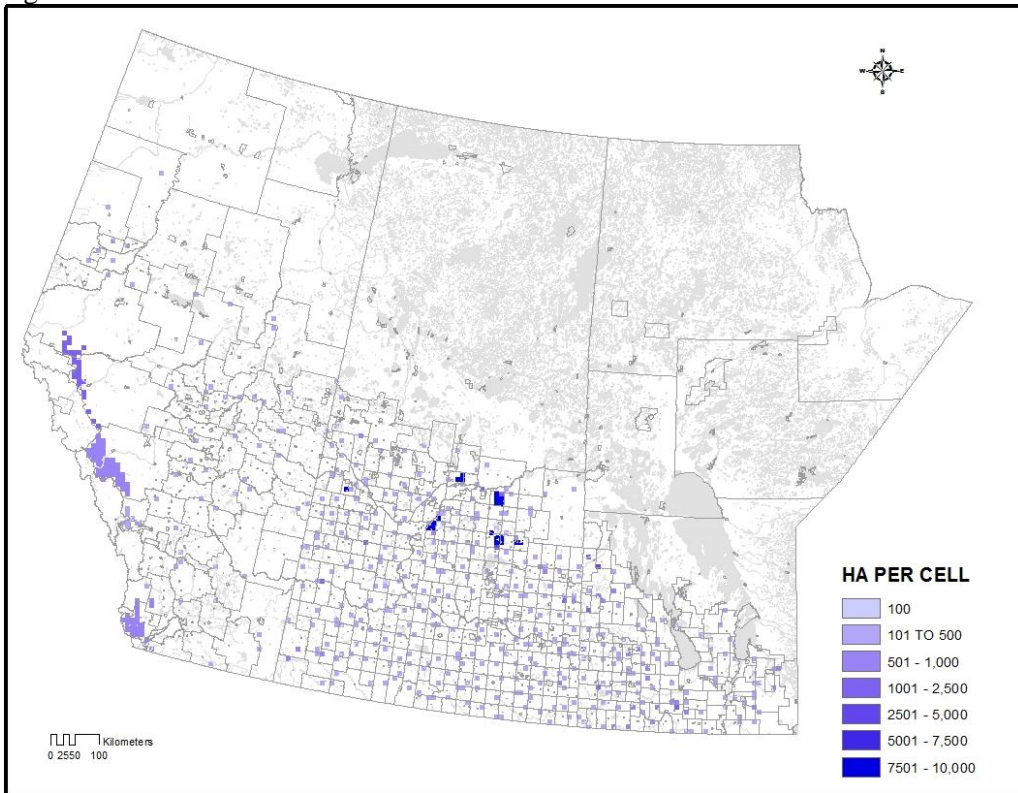 N
W E
S
HA PER CELL
100
101 TO 500
501 - 1,000
1001 - 2,500
2501 - 5,000
5001 - 7,500
7501 - 10,000
Kilometers
0 2550 100